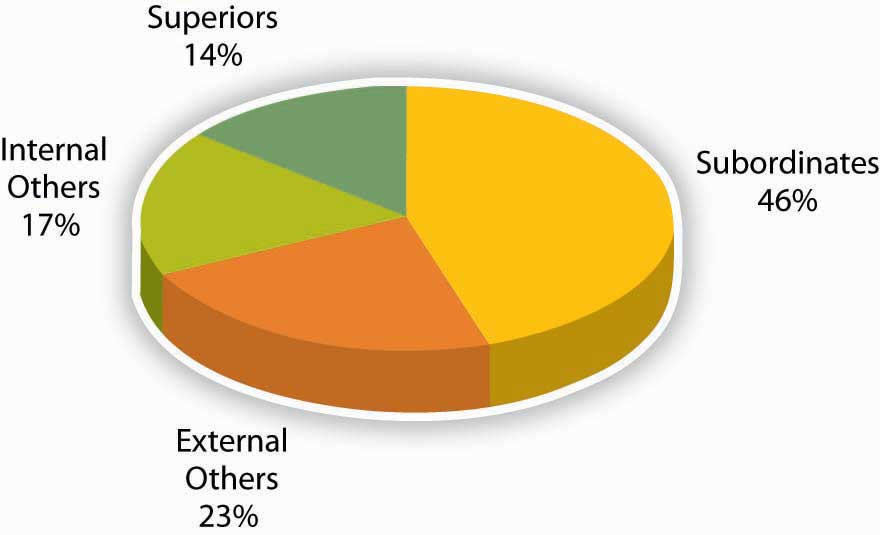 Superiors
14%
Internal
Others
17%
Subordinates
46%
External
Others
23%